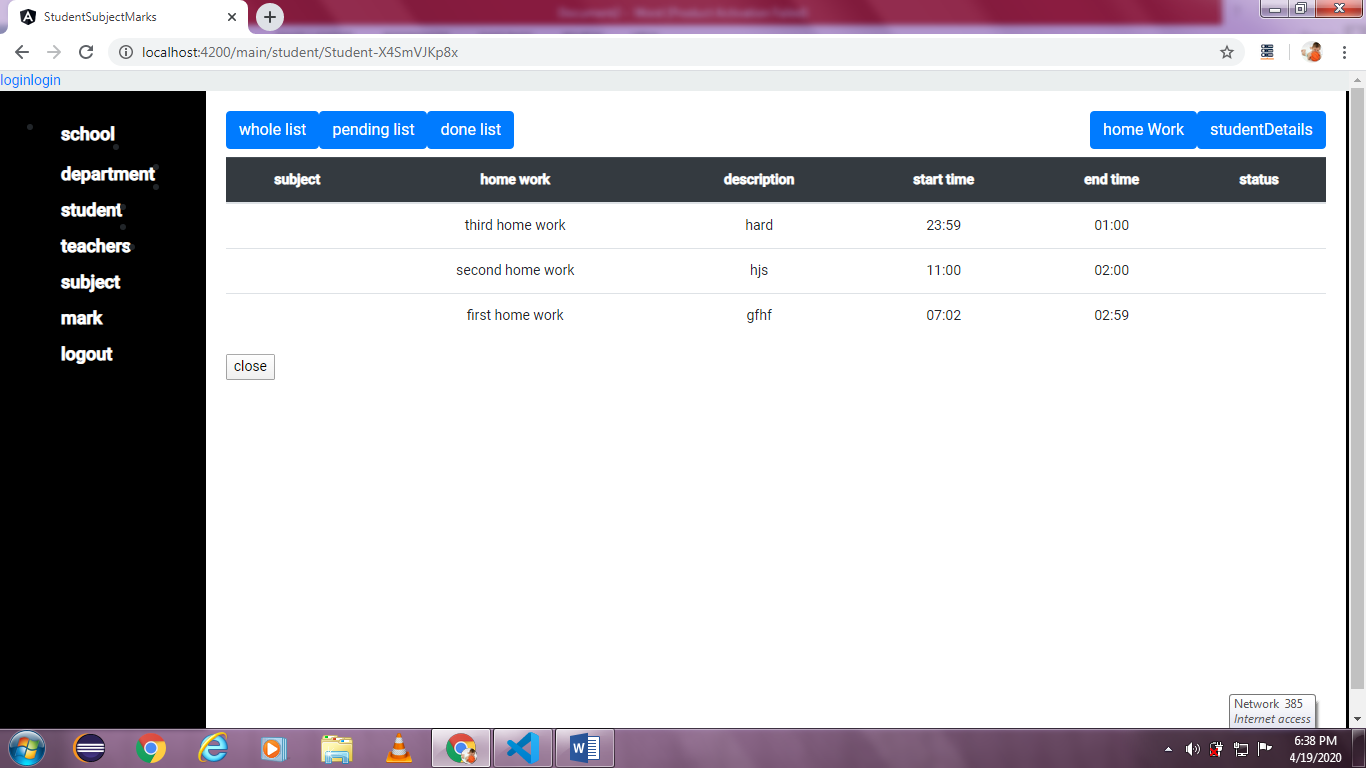 StudentSubjectMarks
localhost:4200/main/student/Student-X4SmVJKp8x
loginlogin
school
department
student
teachers
subject
mark
logout
whole list pending list done list home Work studentDetails
subject home work description start time end time status
third home work hard 23:59 01:00
second home work hjs 11:00 02:00
first home work gfhf 07:02 02:59
close
Network 385
Internet access
6:38 PM
4/19/2020